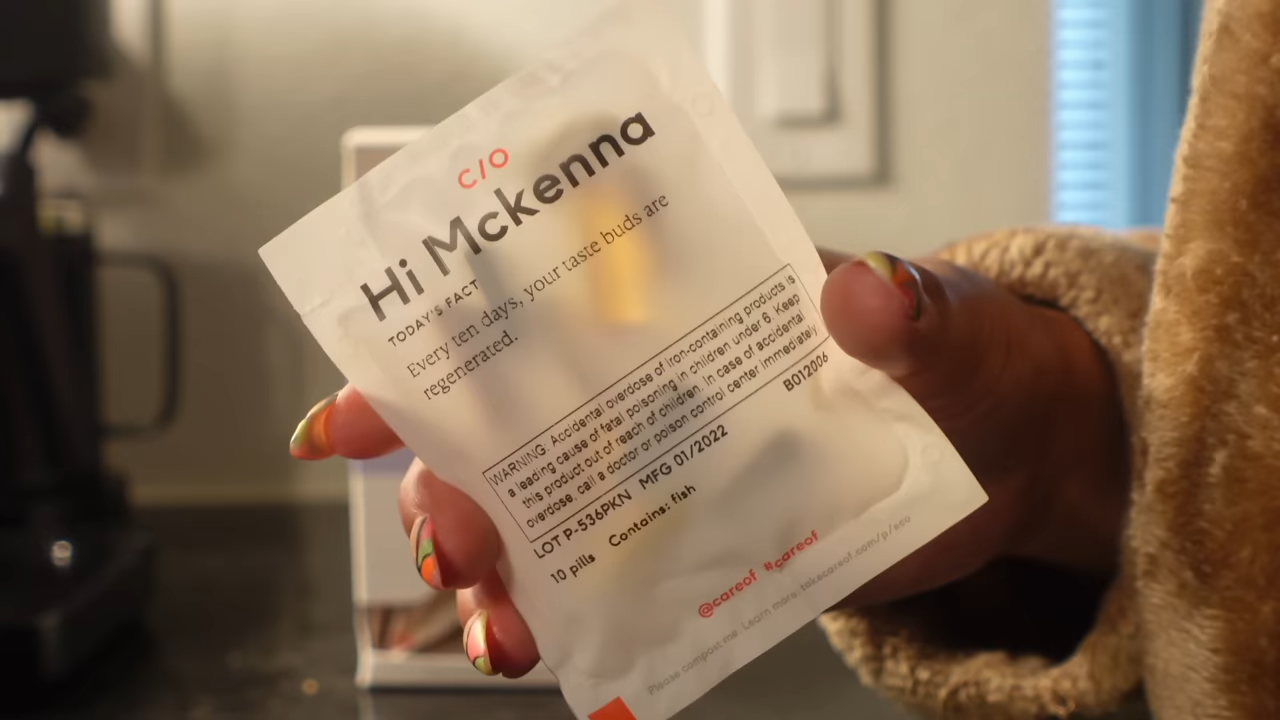 C/O
Hi Mckenna
TODAY'S FACT
Every ten days, your taste buds are
regenerated.
WARNING: Accidental overdose of iron-containing products is
a leading cause of fatal poisoning in children under 6. Keep
this product out of reach of children. In case of accidental
overdose, call a doctor or poison control center immediately.
LOT P-536PKN MFG 01/2022
B012006
10 pills Contains: fish
@careof #careof
Please compost me. Learn more: takecareof.com/p/eco